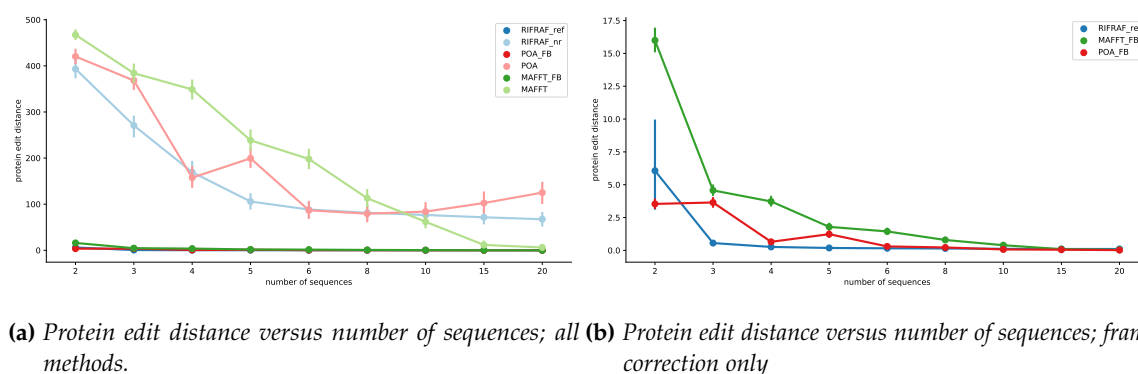 500
400
300
200
100
0
protein edit distance
2 3 4 5 6 8 10 15 20
number of sequences
RIFRAF_ref
RIFRAF_nr
POA_FB
POA
MAFFT_FB
MAFFT
17.5
15.0
12.5
10.0
7.5
5.0
2.5
0.0
protein edit distance
2 3 4 5 6 8 10 15 20
number of sequences
RIFRAF_re
MAFFT_FB
POA_FB
(a) Protein edit distance versus number of sequences; all
methods.
(b) Protein edit distance versus number of sequences; fram
correction only